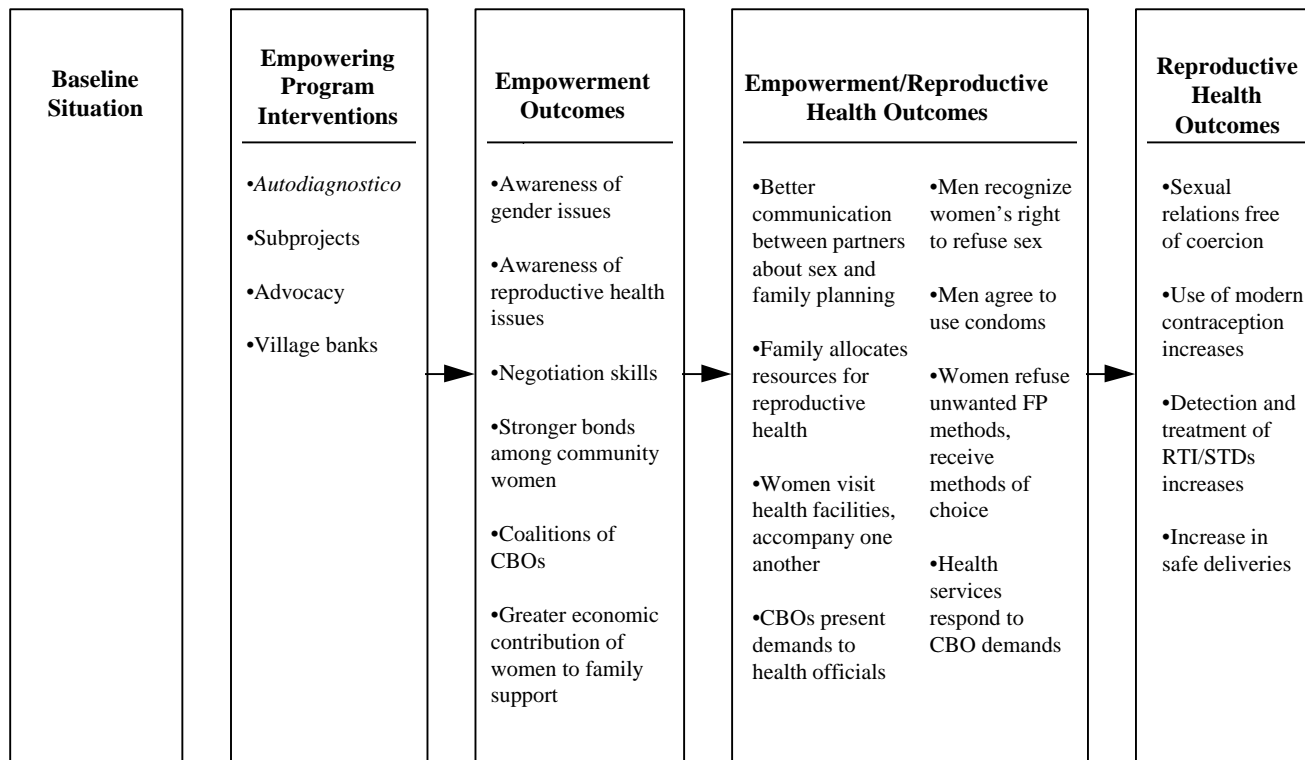 Baseline
Situation
Empowering
Program
Interventions
•Autodiagnostico
•Subprojects
•Advocacy
•Village banks
Empowerment
Outcomes
•Awareness of
gender issues
•Awareness of
reproductive health
issues
•Negotiation skills
•Stronger bonds
among community
women
•Coalitions of
CBOs
•Greater economic
contribution of
women to family
support
Empowerment/Reproductive
Health Outcomes
•Better
communication
between partners
about sex and
family planning
•Family allocates
resources for
reproductive
health
•Women visit
health facilities,
accompany one
another
•CBOs present
demands to
health officials
•Men recognize
women’s right
to refuse sex
•Men agree to
use condoms
•Women refuse
unwanted FP
methods,
receive
methods of
choice
•Health
services
respond to
CBO demands
Reproductive
Health
Outcomes
•Sexual
relations free
of coercion
•Use of modern
contraception
increases
•Detection and
treatment of
RTI/STDs
increases
•Increase in
safe deliveries